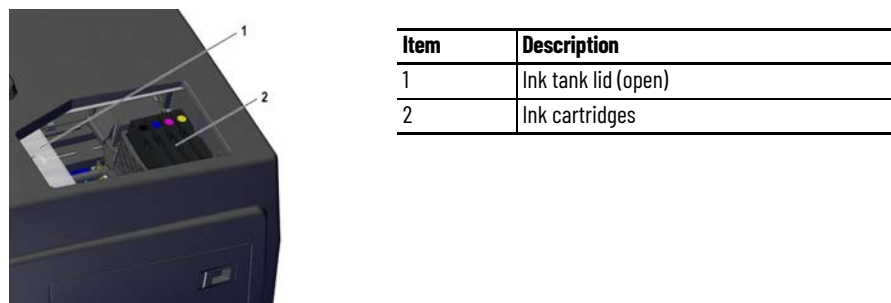 1
2
Item Description
1 Ink tank lid (open)
2 Ink cartridges